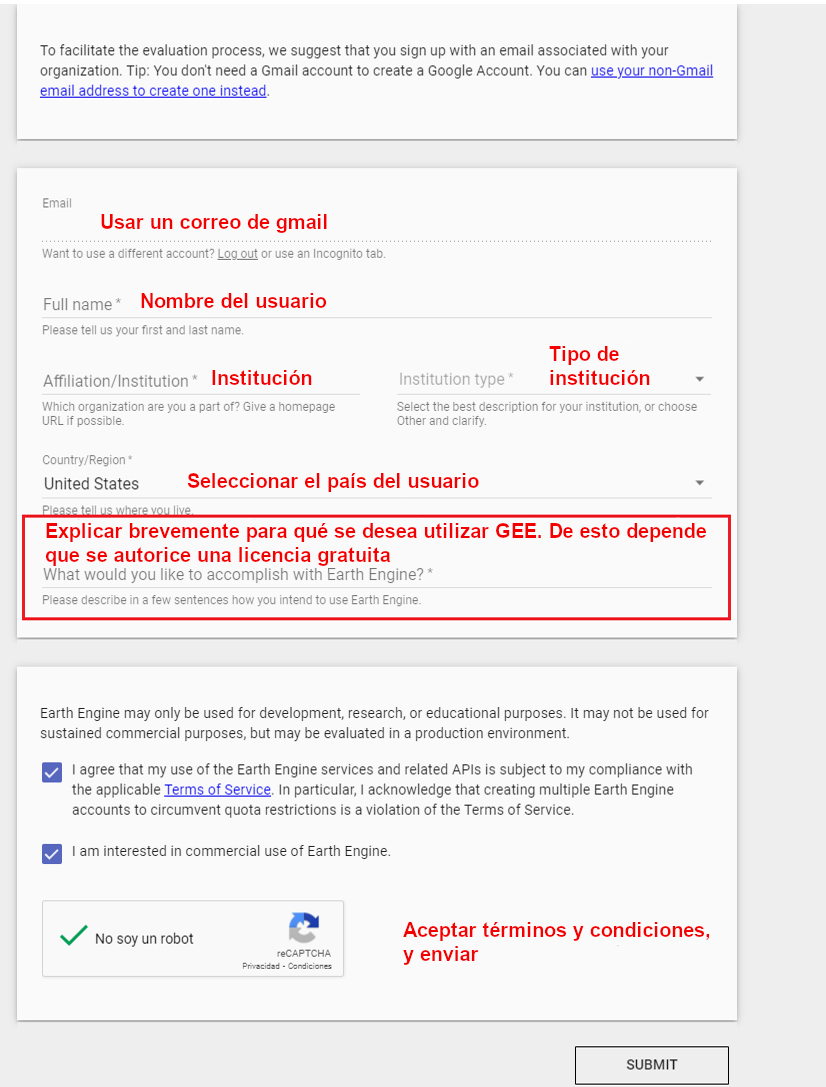 To facilitate the evaluation process, we suggest that you sign up with an email associated with your
organization. Tip: You don't need a Gmail account to create a Google Account. You can use your non-Gmail
email address to create one instead.
Email
Usar un correo de gmail
Want to use a different account? Log out or use an Incognito tab.
Full name * Nombre del usuario
Please tell us your first and last name.
Affiliation/Institution * Institución
Which organization are you a part of? Give a homepage
URL if possible.
Institution type * Tipo de
institución
Select the best description for your institution, or choose
Other and clarify.
Country/Region *
United States Seleccionar el país del usuario
Please tell us where you live.
Explicar brevemente para qué se desea utilizar GEE. De esto depende
que se autorice una licencia gratuita
What would you like to accomplish with Earth Engine? *
Please describe in a few sentences how you intend to use Earth Engine.
Earth Engine may only be used for development, research, or educational purposes. It may not be used for
sustained commercial purposes, but may be evaluated in a production environment.
I agree that my use of the Earth Engine services and related APIs is subject to my compliance with
the applicable Terms of Service. In particular, I acknowledge that creating multiple Earth Engine
accounts to circumvent quota restrictions is a violation of the Terms of Service.
I am interested in commercial use of Earth Engine.
No soy un robot
reCAPTCHA
Privacidad - Condiciones
Aceptar términos y condiciones,
y enviar
SUBMIT